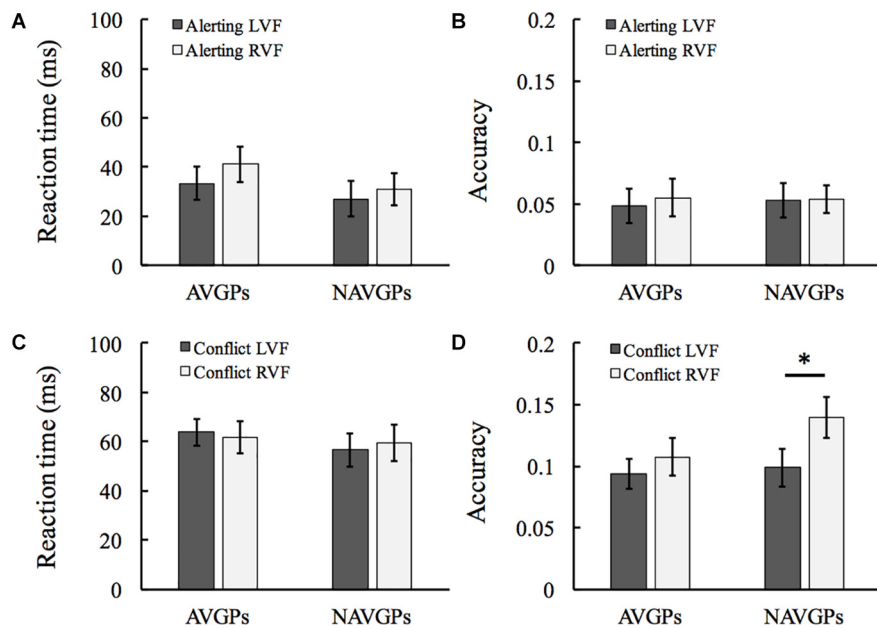 A
Reaction time (ms)
100
80
60
40
20
0
Alerting LVF
Alerting RVF
AVGPs
NAVGPs
B
Accuracy
0.2
0.15
0.1
0.05
0
Alerting LVF
Alerting RVF
AVGPs
NAVGPs
C
Reaction time (ms)
100
80
60
40
20
0
Conflict LVF
Conflict RVF
AVGPs
NAVGPs
D
Accuracy
0.2
0.15
0.1
0.05
0
Conflict LVF
Conflict RVF
*
AVGPs
NAVGPs